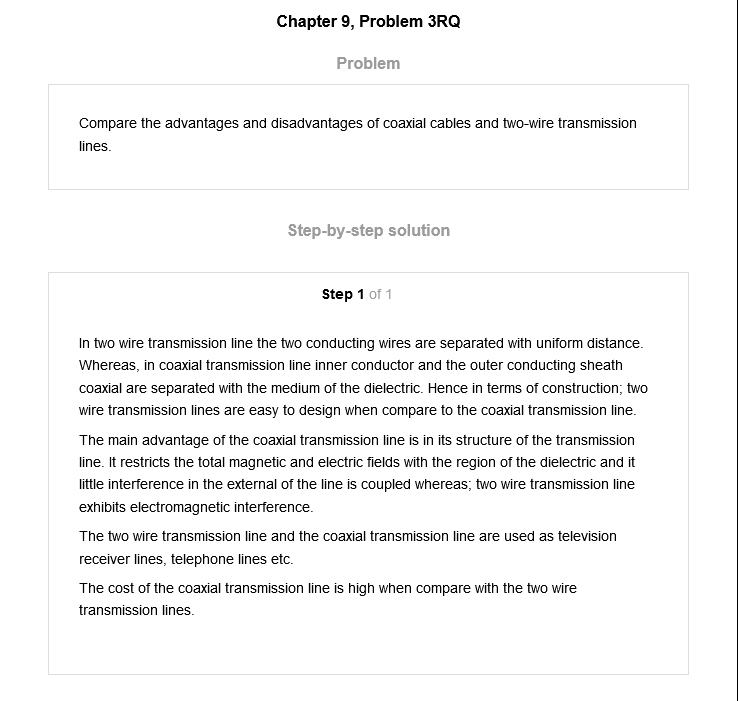 Chapter 9, Problem 3RQ
Problem
Compare the advantages and disadvantages of coaxial cables and two-wire transmission
lines.
Step-by-step solution
Step 1 of 1
In two wire transmission line the two conducting wires are separated with uniform distance.
Whereas, in coaxial transmission line inner conductor and the outer conducting sheath
coaxial are separated with the medium of the dielectric. Hence in terms of construction; two
wire transmission lines are easy to design when compare to the coaxial transmission line.
The main advantage of the coaxial transmission line is in its structure of the transmission
line. It restricts the total magnetic and electric fields with the region of the dielectric and it
little interference in the external of the line is coupled whereas; two wire transmission line
exhibits electromagnetic interference.
The two wire transmission line and the coaxial transmission line are used as television
receiver lines, telephone lines etc.
The cost of the coaxial transmission line is high when compare with the two wire
transmission lines.